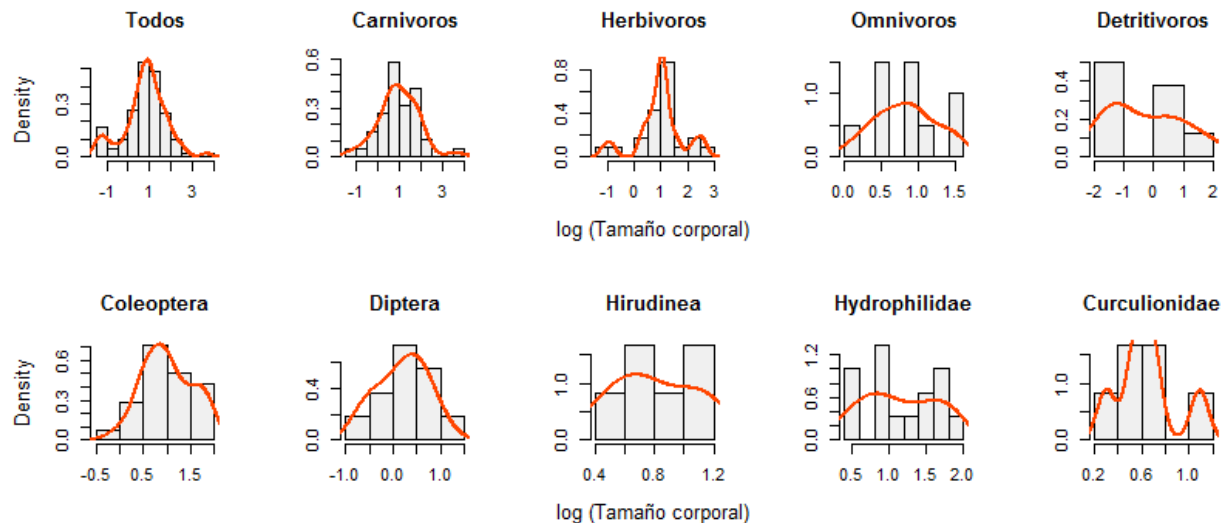 Todos Carnivoros Herbivoros Omnivoros Detritivoros
Density
0.0 0.3
-1 1 3
0.0 0.2 0.4 0.6
-1 1 3
0.0 0.4 0.8
-1 0 1 2 3
0.0 1.0
0.0 0.5 1.0 1.5
0.0 0.2 0.4
-2 -1 0 1 2
log (Tamaño corporal)
Coleoptera Diptera Hirudinea Hydrophilidae Curculionidae
Density
0.0 0.3 0.6
-0.5 0.5 1.5
0.0 0.4
-1.0 0.0 1.0
0.0 1.0
0.4 0.8 1.2
0.0 0.6 1.2
0.5 1.0 1.5 2.0
0.0 0.6 1.2
0.2 0.6 1.0
log (Tamaño corporal)